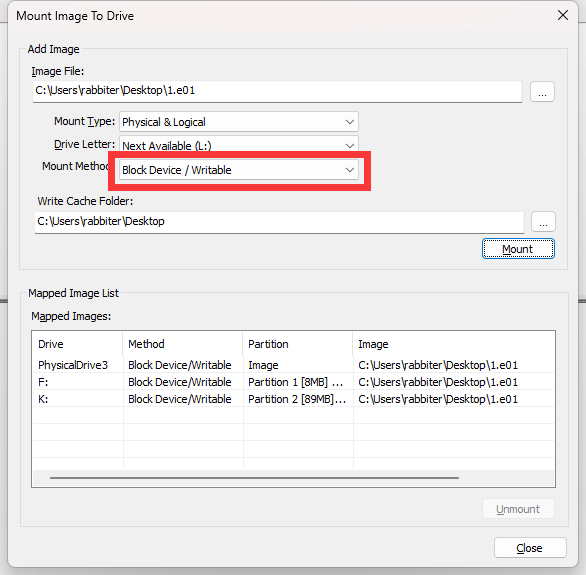 Mount Image To Drive
Add Image
Image File:
C:\Users\rabbiter\Desktop\1.e01
...
Mount Type: Physical & Logical
Drive Letter: Next Available (L:)
Mount Method Block Device / Writable
Write Cache Folder:
C:\Users\rabbiter\Desktop
...
Mount
Mapped Image List
Mapped Images:
Drive Method Partition Image
PhysicalDrive3 Block Device/Writable Image C:\Users\rabbiter\Desktop\1.e01
F: Block Device/Writable Partition 1 [8MB] ... C:\Users\rabbiter\Desktop\1.e01
K: Block Device/Writable Partition 2 [89MB]... C:\Users\rabbiter\Desktop\1.e01
Unmount
Close